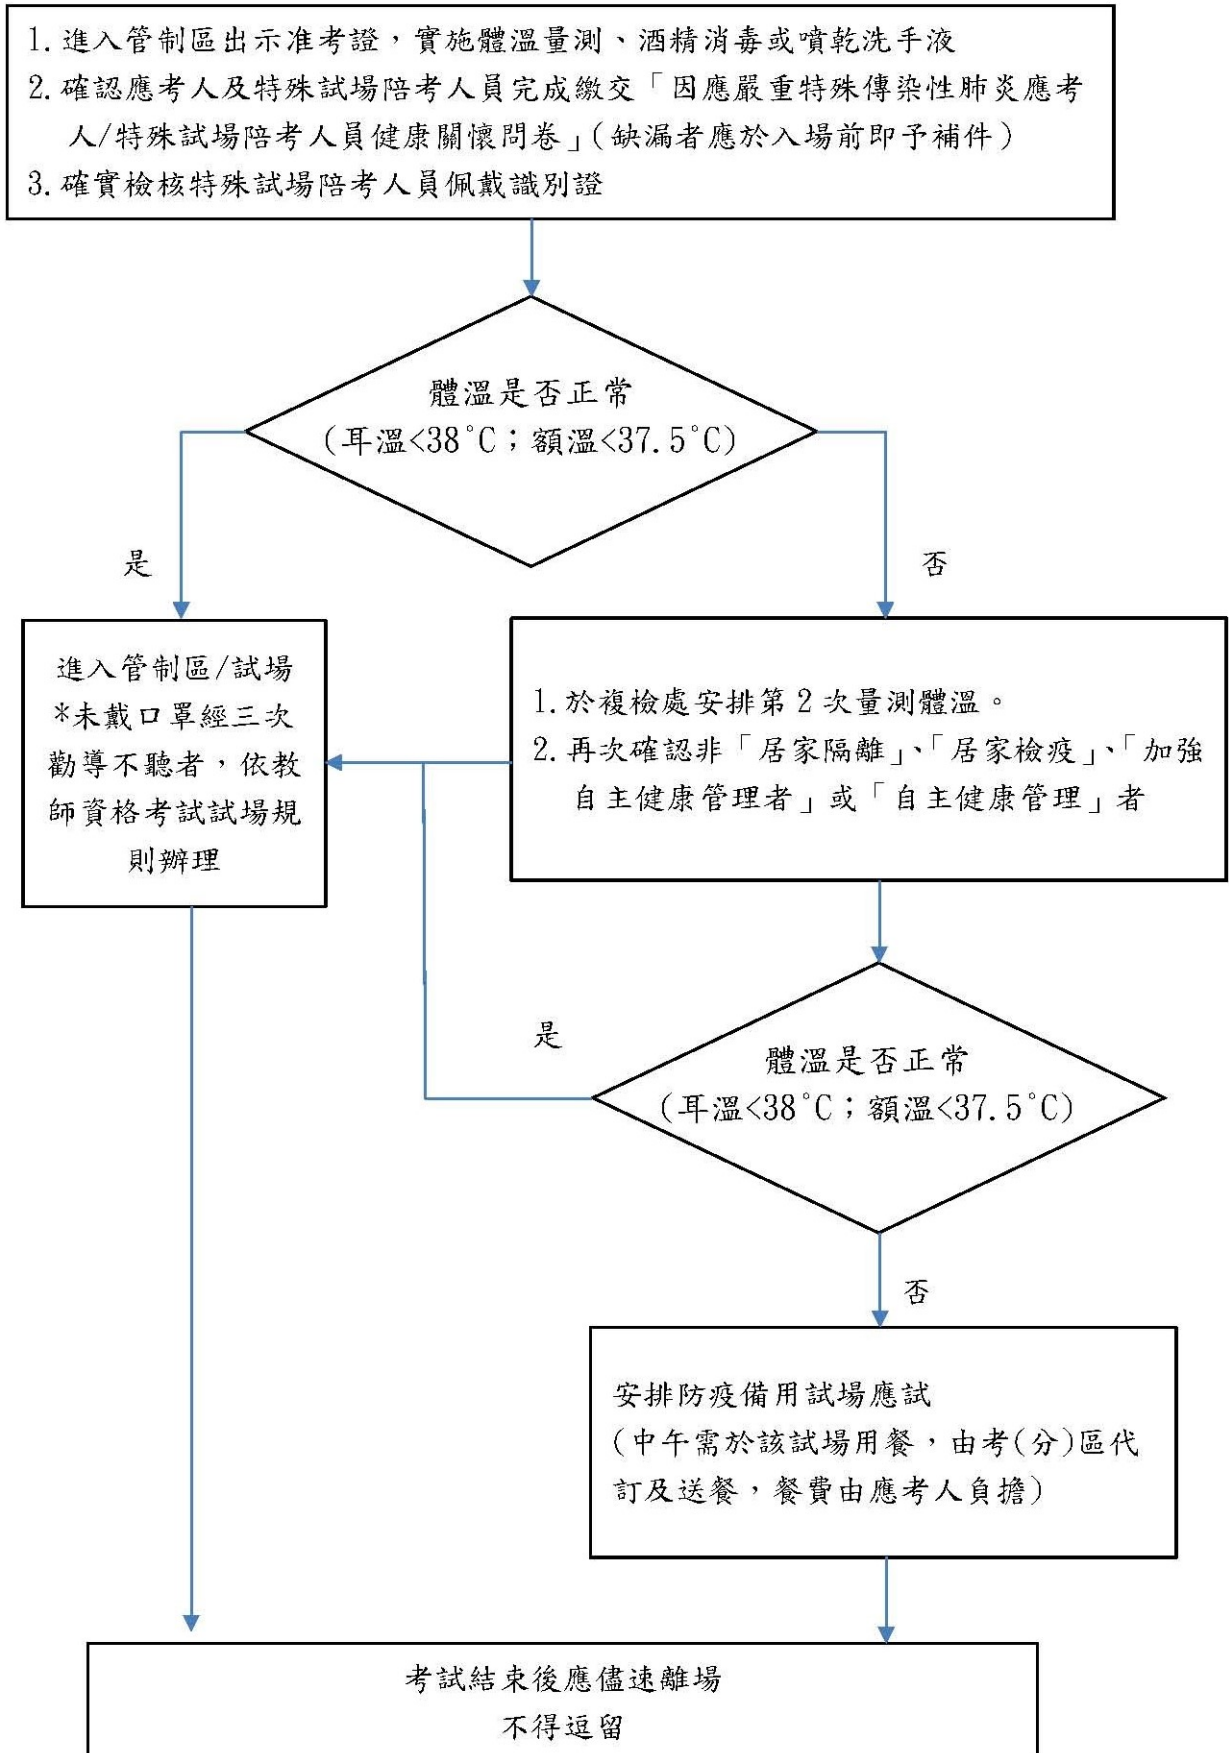 1. 進入管制區出示准考證，實施體溫量測、酒精消毒或噴乾洗手液
2. 確認應考人及特殊試場陪考人員完成繳交「因應嚴重特殊傳染性肺炎應考
人/特殊試場陪考人員健康關懷問卷」(缺漏者應於入場前即予補件)
3. 確實檢核特殊試場陪考人員佩戴識別證
體溫是否正常
(耳溫<38°C；額溫<37.5°C)
是
否
進入管制區/試場
*未戴口罩經三次
勸導不聽者，依教
師資格考試試場規
則辦理
1. 於複檢處安排第 2 次量測體溫。
2. 再次確認非「居家隔離」、「居家檢疫」、「加強
自主健康管理者」或「自主健康管理」者
是
體溫是否正常
(耳溫<38°C；額溫<37.5°C)
否
安排防疫備用試場應試
(中午需於該試場用餐，由考(分)區代
訂及送餐，餐費由應考人負擔)
考試結束後應儘速離場
不得逗留